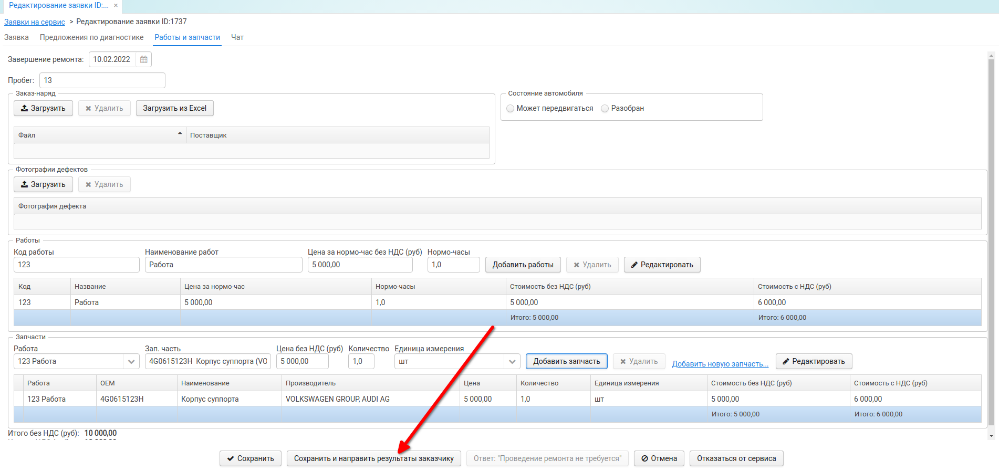 Редактирование заявки ID:... ×
Заявки на сервис > Редактирование заявки ID:1737
Заявка Предложения по диагностике Работы и запчасти Чат
Завершение ремонта: 10.02.2022
Пробег: 13
Заказ-наряд Состояние автомобиля
Загрузить Удалить Загрузить из Excel Может передвигаться Разобран
Файл Поставщик
Фотографии дефектов
Загрузить Удалить
Фотография дефекта
Работы
Код работы Наименование работ Цена за нормо-час без НДС (руб) Нормо-часы
123 Работа 5 000,00 1,0 Добавить работы Удалить Редактировать
Код Название Цена за нормо-час Нормо-часы Стоимость без НДС (руб) Стоимость с НДС (руб)
123 Работа 5 000,00 1,0 5 000,00 6 000,00
Итого: 5 000,00 Итого: 6 000,00
Запчасти
Работа Зап. часть Цена без НДС (руб) Количество Единица измерения
123 Работа 4G0615123H Корпус суппорта (VO 5 000,00 1,0 шт Добавить запчасть Удалить Добавить новую запчасть... Редактировать
Работа OEM Наименование Производитель Цена Количество Единица измерения Стоимость без НДС (руб) Стоимость с НДС (руб)
123 Работа 4G0615123H Корпус суппорта VOLKSWAGEN GROUP, AUDI AG 5 000,00 1,0 шт 5 000,00 6 000,00
Итого: 5 000,00 Итого: 6 000,00
Итого без НДС (руб): 10 000,00
Сохранить Сохранить и направить результаты заказчику Ответ: "Проведение ремонта не требуется" Отмена Отказаться от сервиса